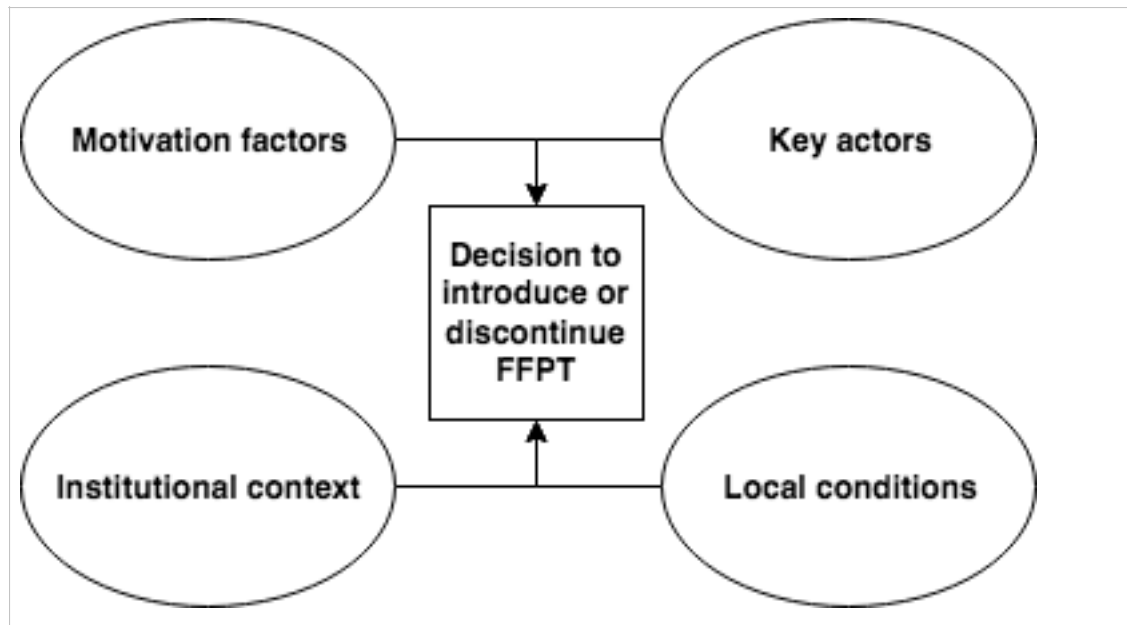 Motivation factors
Key actors
Decision to
introduce or
discontinue
FFPT
Institutional context
Local conditions